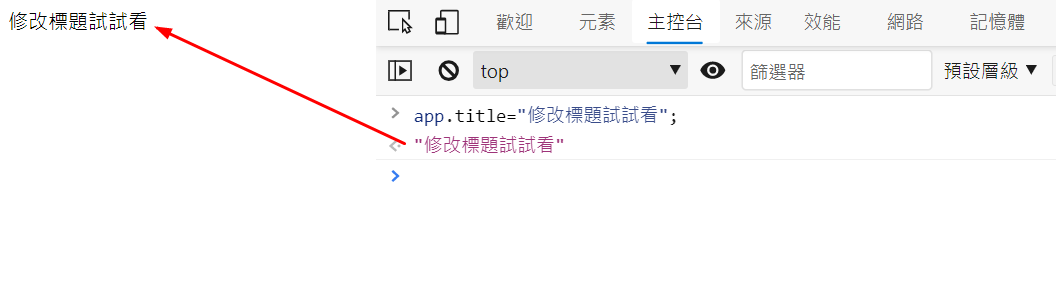 修改標題試試看
歡迎 元素 主控台 來源 效能 網路 記憶體
top 篩選器 預設層級
app.title="修改標題試試看";
"修改標題試試看"